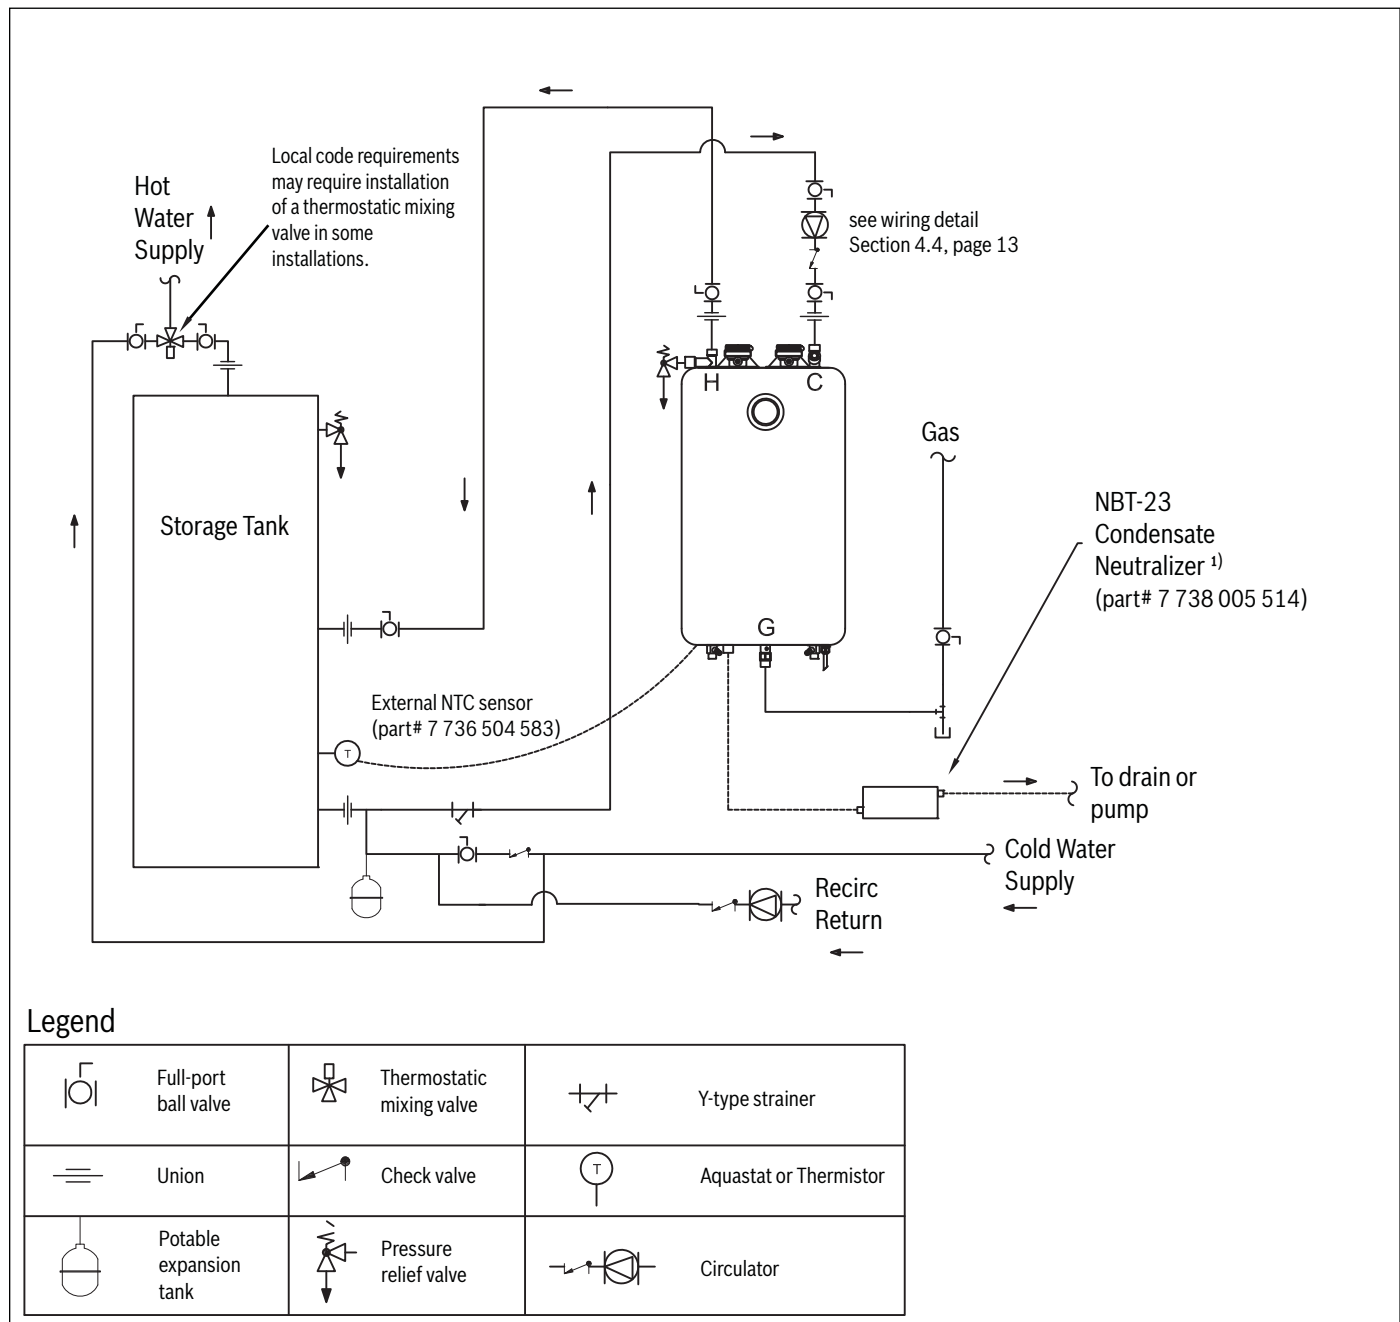 Local code requirements
may require installation
of a thermostatic mixing
valve in some
installations.
Hot
Water
Supply
see wiring detail
Section 4.4, page 13
H
C
Gas
Storage Tank
NBT-23
Condensate
Neutralizer ¹⁾
(part# 7 738 005 514)
G
External NTC sensor
(part# 7 736 504 583)
T
To drain or
pump
Cold Water
Supply
Recirc
Return
Legend
Full-port
ball valve
Thermostatic
mixing valve
Y-type strainer
Union
Check valve
T
Aquastat or Thermistor
Potable
expansion
tank
Pressure
relief valve
Circulator